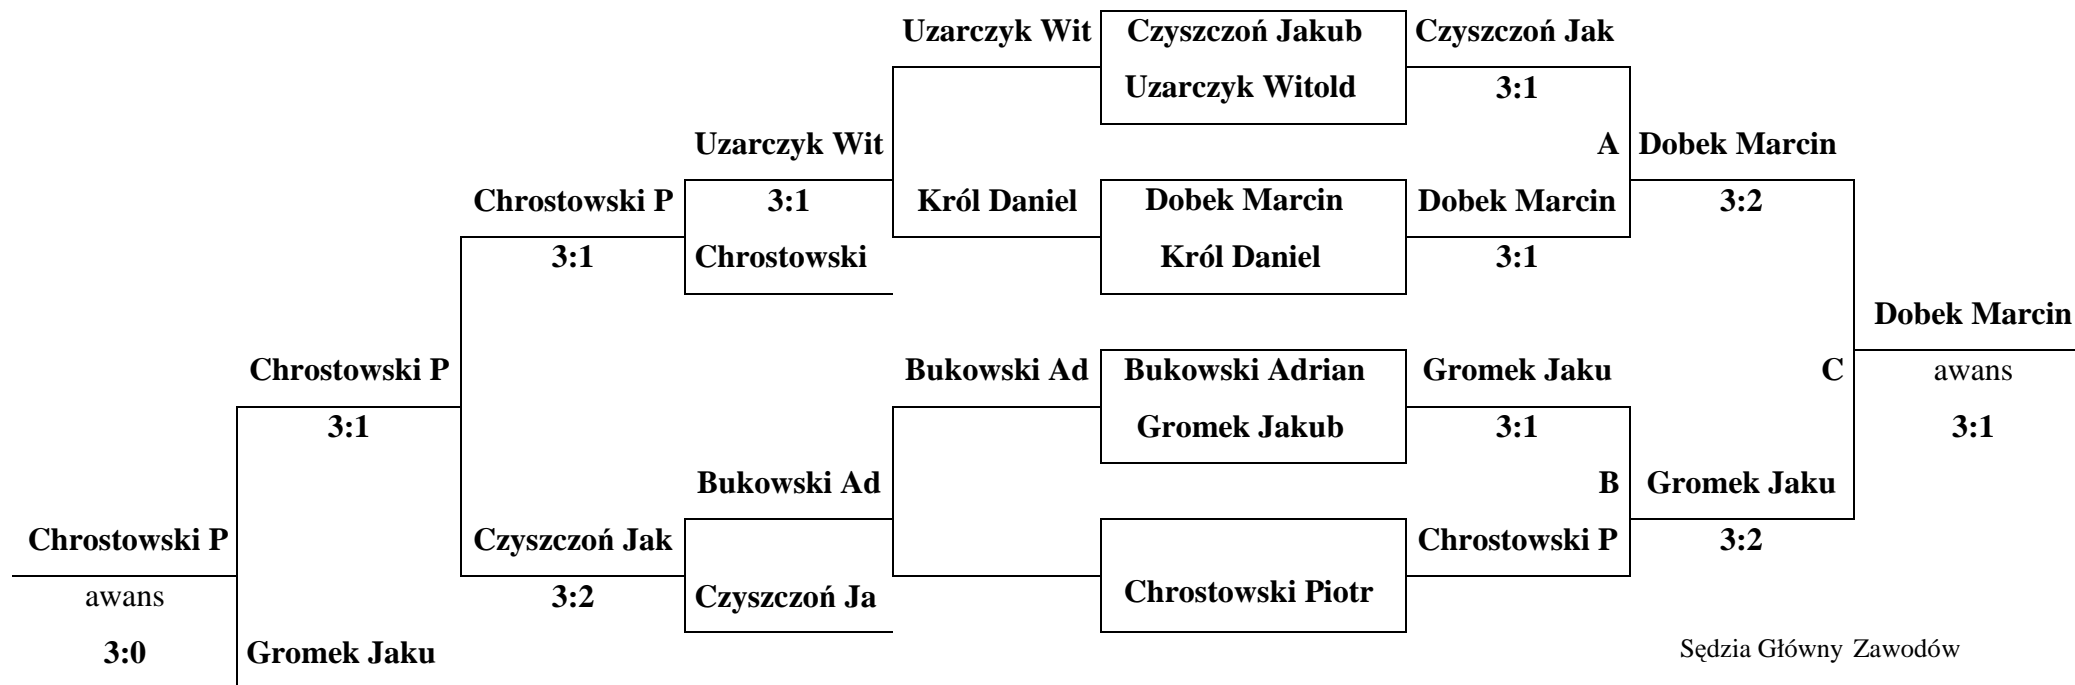 Uzarczyk Wit Czyszczoń Jakub Czyszczoń Jak
Uzarczyk Witold 3:1
Uzarczyk Wit A Dobek Marcin
Chrostowski P 3:1 Król Daniel Dobek Marcin Dobek Marcin 3:2
3:1 Chrostowski Król Daniel 3:1
Dobek Marcin
Chrostowski P Bukowski Ad Bukowski Adrian Gromek Jaku C awans
3:1 Gromek Jakub 3:1 3:1
Bukowski Ad B Gromek Jaku
Chrostowski P Czyszczoń Jak Chrostowski P 3:2
awans 3:2 Czyszczoń Ja Chrostowski Piotr
3:0 Gromek Jaku Sędzia Główny Zawodów